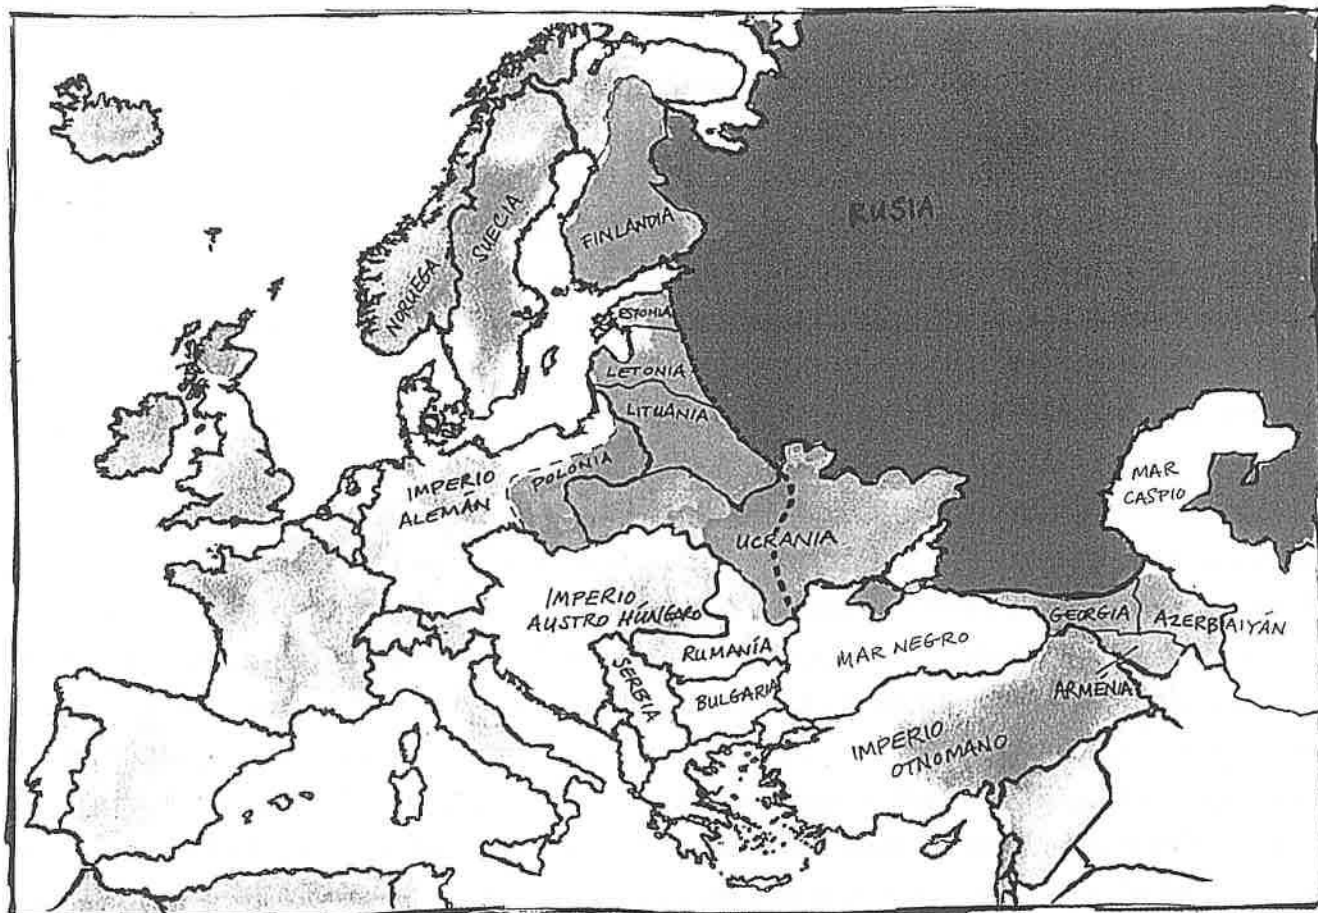 RUSIA
SUECIA
FINLANDIA
NORUEGA
ESTONIA
LETONIA
LITUANIA
POLONIA
IMPERIO
ALEMÁN
MAR
CASPIO
UCRANIA
IMPERIO
AUSTRO HÚNGARO
GEORGIA
AZERBAIYÁN
RUMANÍA
MAR NEGRO
SERBIA
BULGARIA
ARMENIA
IMPERIO
OTNOMANO